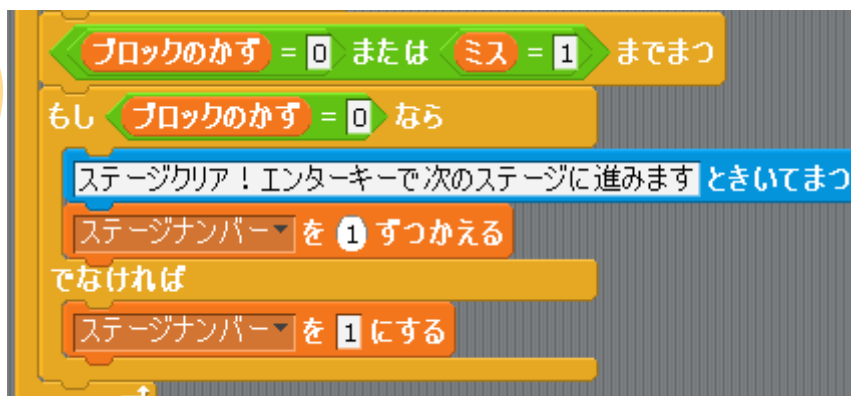 ブロックのかず = 0 または ミス = 1 までまつ
もし ブロックのかず = 0 なら
ステージクリア！エンターキーで次のステージに進みます ときいてまつ
ステージナンバー を 1 ずつかえる
でなければ
ステージナンバー を 1 にする